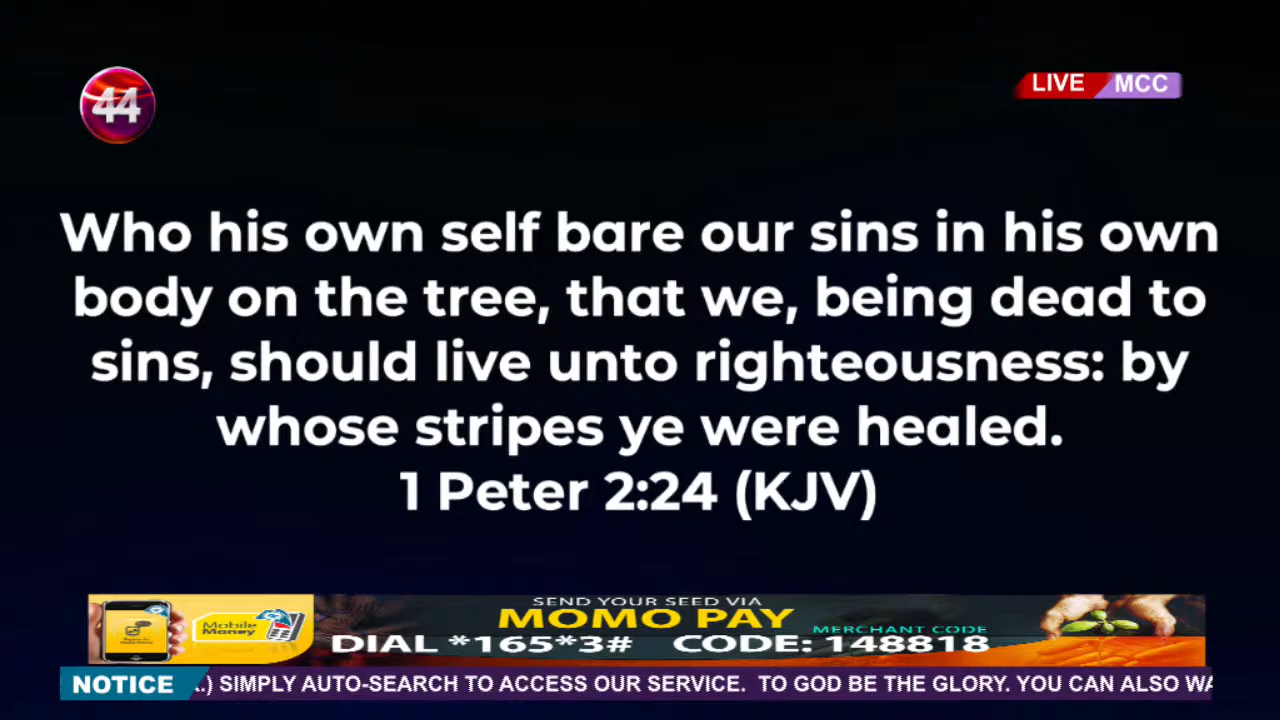 44
LIVE MCC
Who his own self bare our sins in his own
body on the tree, that we, being dead to
sins, should live unto righteousness: by
whose stripes ye were healed.
1 Peter 2:24 (KJV)
SEND YOUR SEED VIA
MOMO PAY
MERCHANT CODE
DIAL *165*3# CODE: 148818
Mobile
Money
NOTICE .) SIMPLY AUTO-SEARCH TO ACCESS OUR SERVICE. TO GOD BE THE GLORY. YOU CAN ALSO